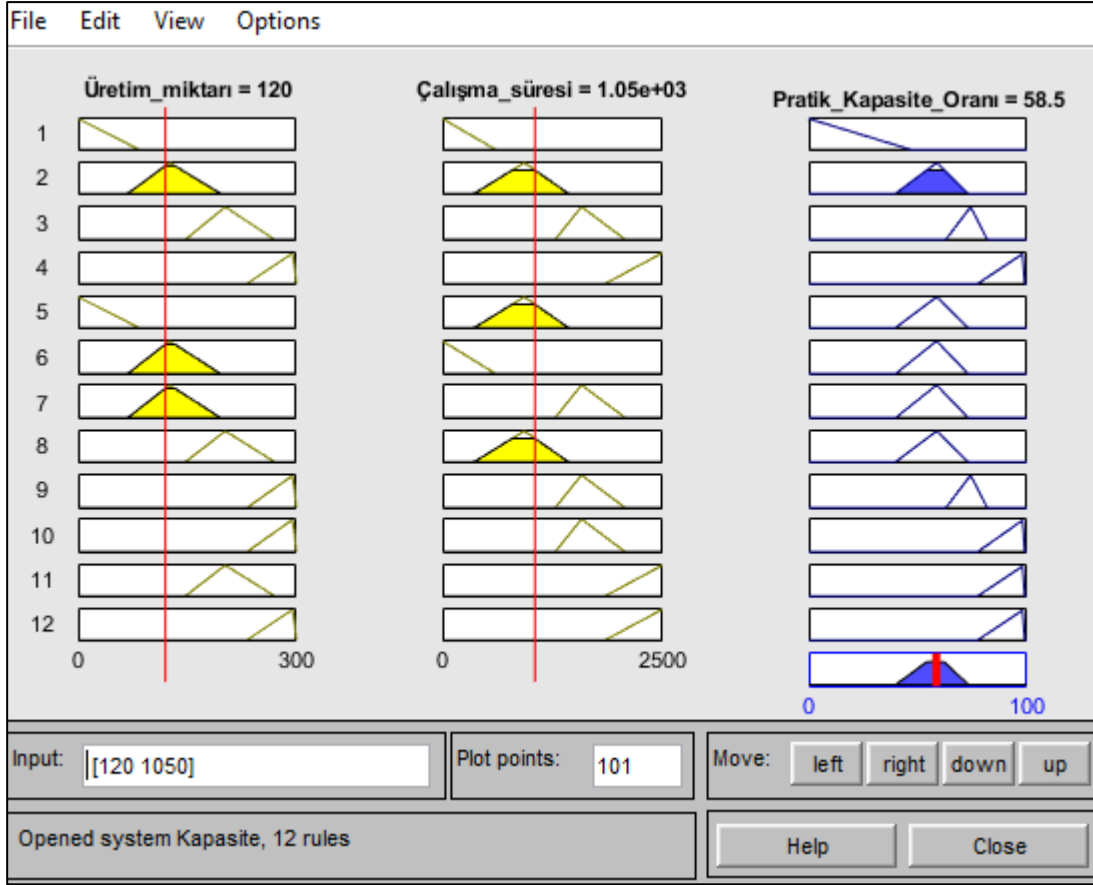 File Edit View Options
Üretim_miktarı = 120 Çalışma_süresi = 1.05e+03 Pratik_Kapasite_Oranı = 58.5
1
2
3
4
5
6
7
8
9
10
11
12
0 300 0 2500
0 100
Input: [120 1050] Plot points: 101 Move: left right down up
Opened system Kapasite, 12 rules Help Close